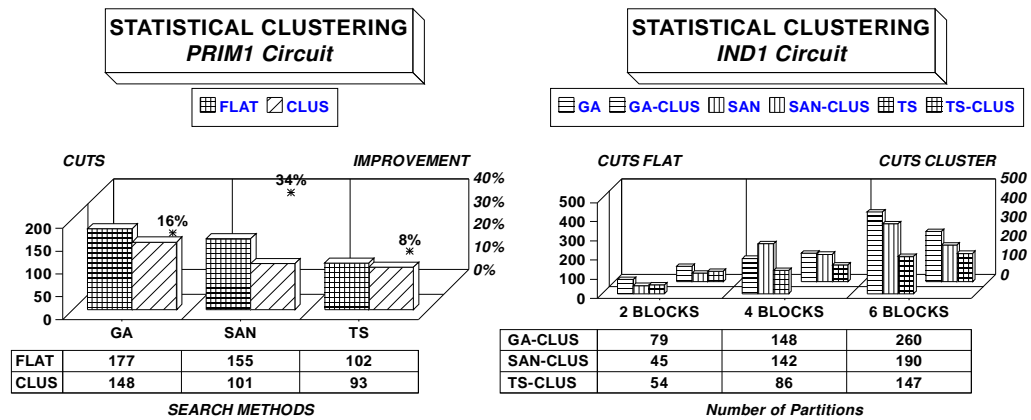 STATISTICAL CLUSTERING
PRIM1 Circuit
FLAT CLUS
CUTS IMPROVEMENT
200
150
100
50
0
40%
30%
20%
10%
0%
16%
34%
8%
GA SAN TS
FLAT 177 155 102
CLUS 148 101 93
SEARCH METHODS
STATISTICAL CLUSTERING
IND1 Circuit
GA GA-CLUS SAN SAN-CLUS TS TS-CLUS
CUTS FLAT CUTS CLUSTER
500
400
300
200
100
0
500
400
300
200
100
0
2 BLOCKS 4 BLOCKS 6 BLOCKS
GA-CLUS 79 148 260
SAN-CLUS 45 142 190
TS-CLUS 54 86 147
Number of Partitions